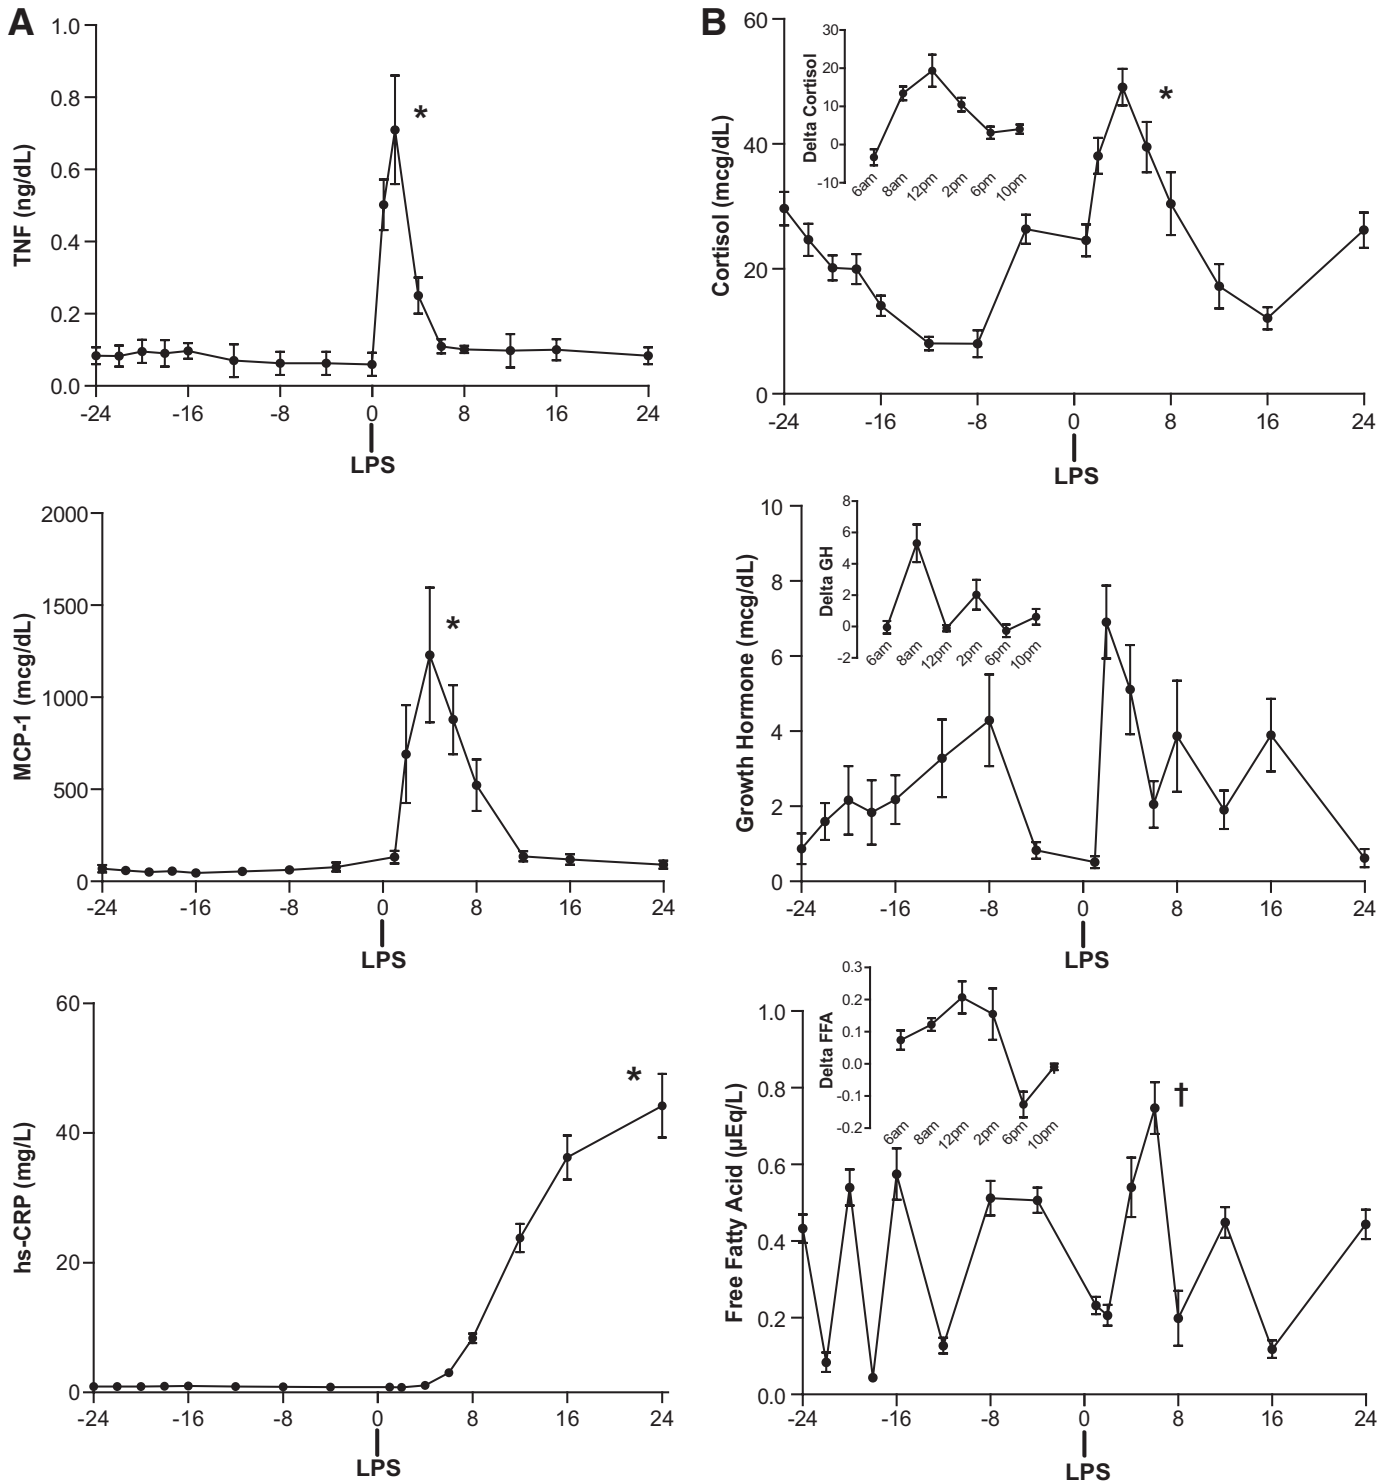 A
TNF (ng/dL)
1.0
0.8
0.6
0.4
0.2
0.0
-24 -16 -8 0 8 16 24
*
LPS
MCP-1 (mcg/dL)
2000
1500
1000
500
0
-24 -16 -8 0 8 16 24
*
LPS
hs-CRP (mg/L)
60
40
20
0
-24 -16 -8 0 8 16 24
*
LPS
B
Cortisol (mcg/dL)
60
40
20
0
-24 -16 -8 0 8 16 24
*
LPS
Delta Cortisol
30
20
10
0
-10
6am 8am 12pm 2pm 6pm 10pm
Growth Hormone (mcg/dL)
10
8
6
4
2
0
-24 -16 -8 0 8 16 24
LPS
Delta GH
8
6
4
2
0
-2
6am 8am 12pm 2pm 6pm 10pm
Free Fatty Acid (µEq/L)
1.0
0.8
0.6
0.4
0.2
0.0
-24 -16 -8 0 8 16 24
†
LPS
Delta FFA
0.3
0.2
0.1
0.0
-0.1
-0.2
6am 8am 12pm 2pm 6pm 10pm